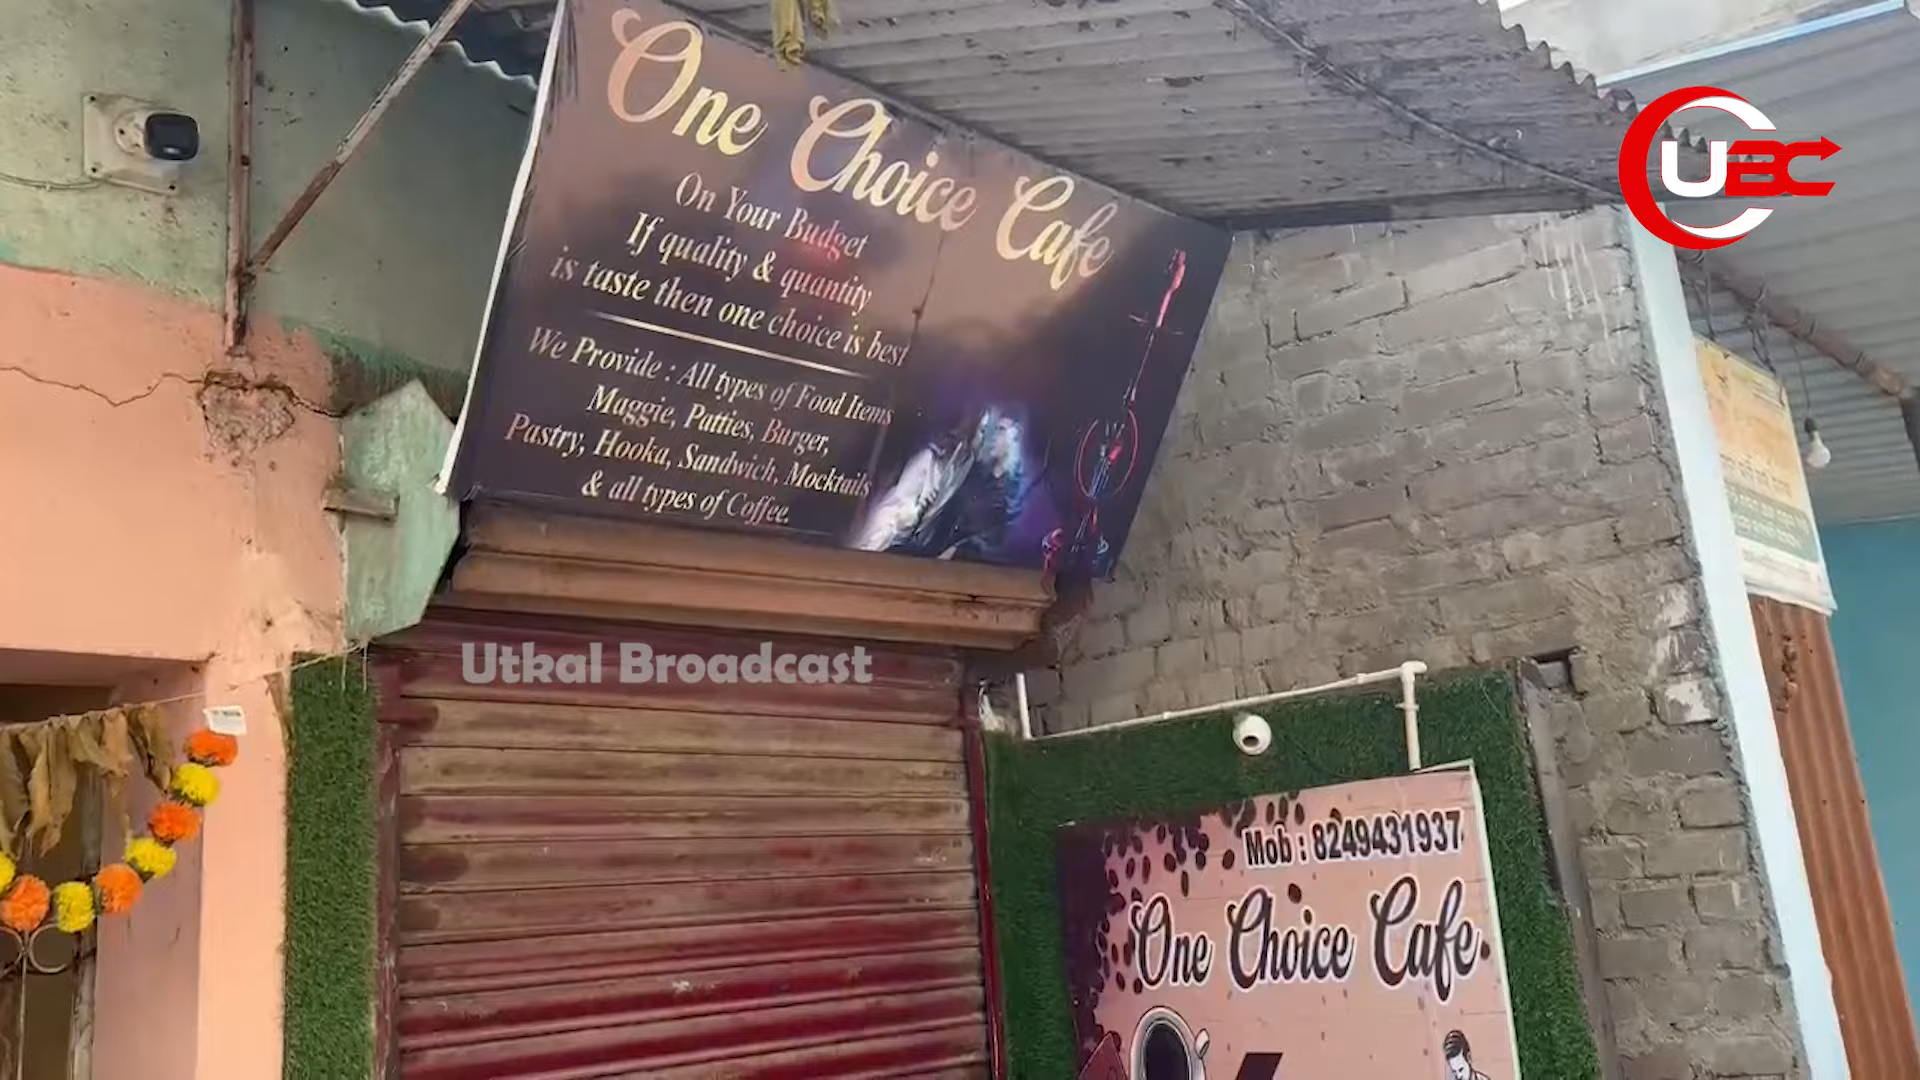 One Choice Cafe
On Your Budget
If quality & quantity
is taste then one choice is best
We Provide : All types of Food Items
Maggie, Patties, Burger,
Pastry, Hooka, Sandwich, Mocktails
& all types of Coffee.
UBC
Utkal Broadcast
Mob : 8249431937
One Choice Cafe